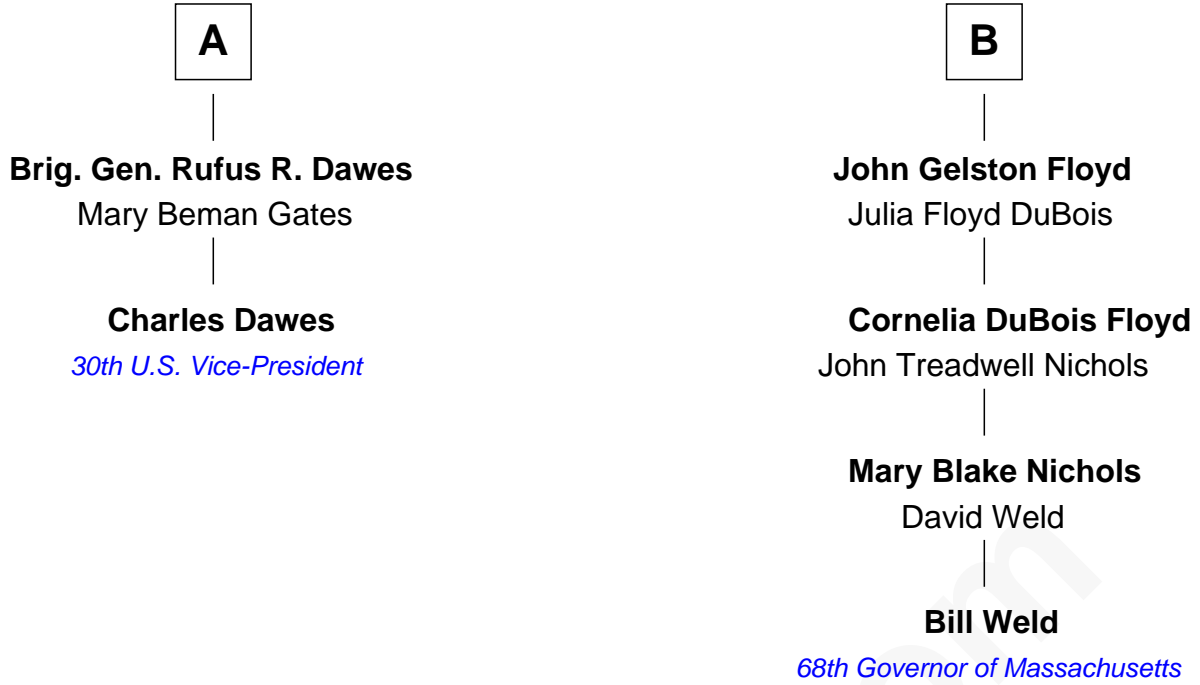 A
Brig. Gen. Rufus R. Dawes
Mary Beman Gates
Charles Dawes
30th U.S. Vice-President
B
John Gelston Floyd
Julia Floyd DuBois
Cornelia DuBois Floyd
John Treadwell Nichols
Mary Blake Nichols
David Weld
Bill Weld
68th Governor of Massachusetts